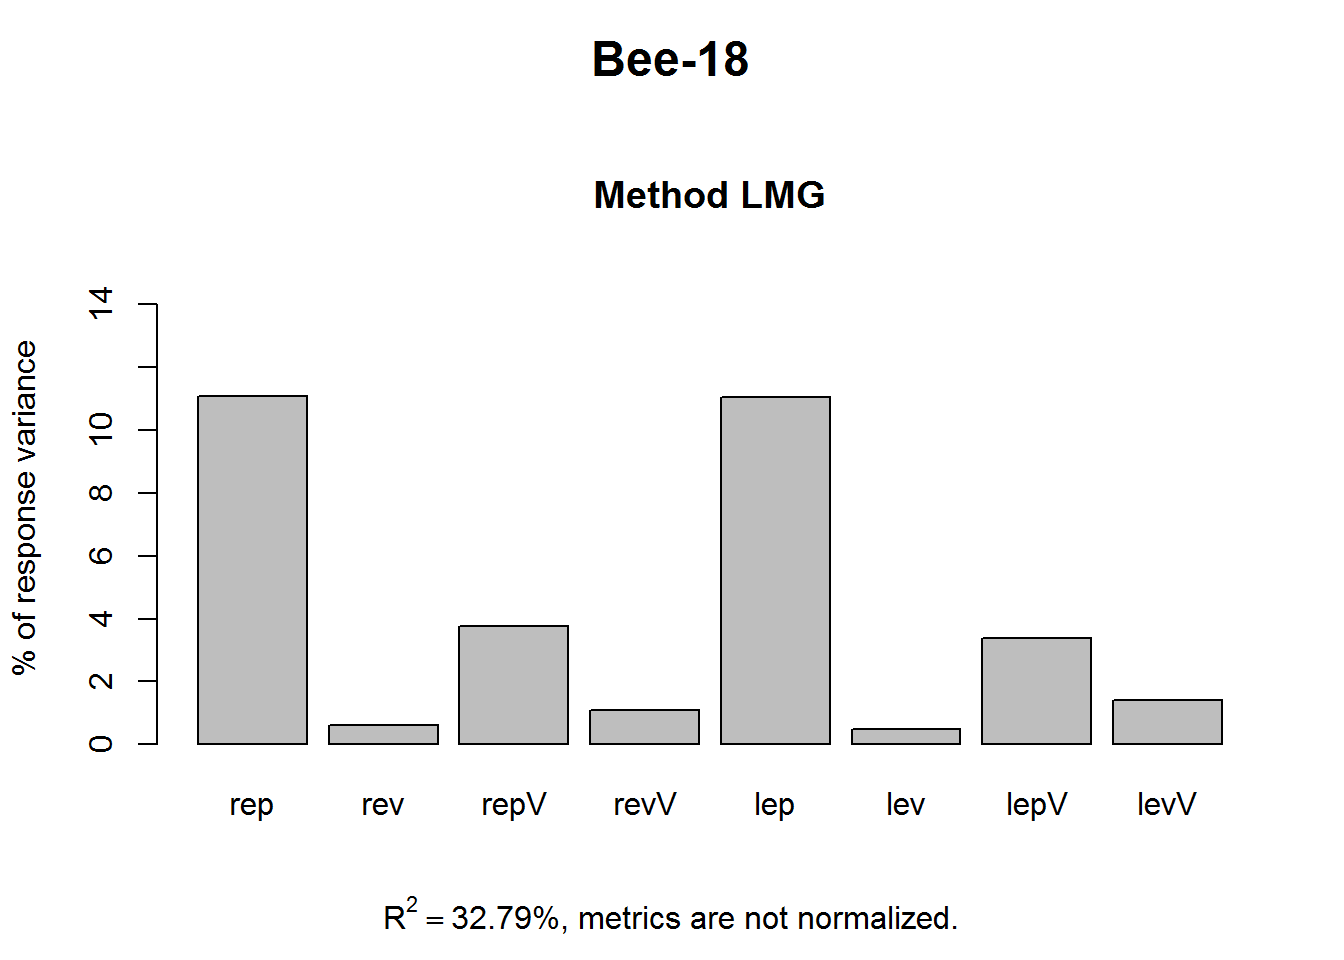 Bee-18
Method LMG
% of response variance
14
10
8
6
4
2
0
rep rev repV revV lep lev lepV levV
R² = 32.79%, metrics are not normalized.